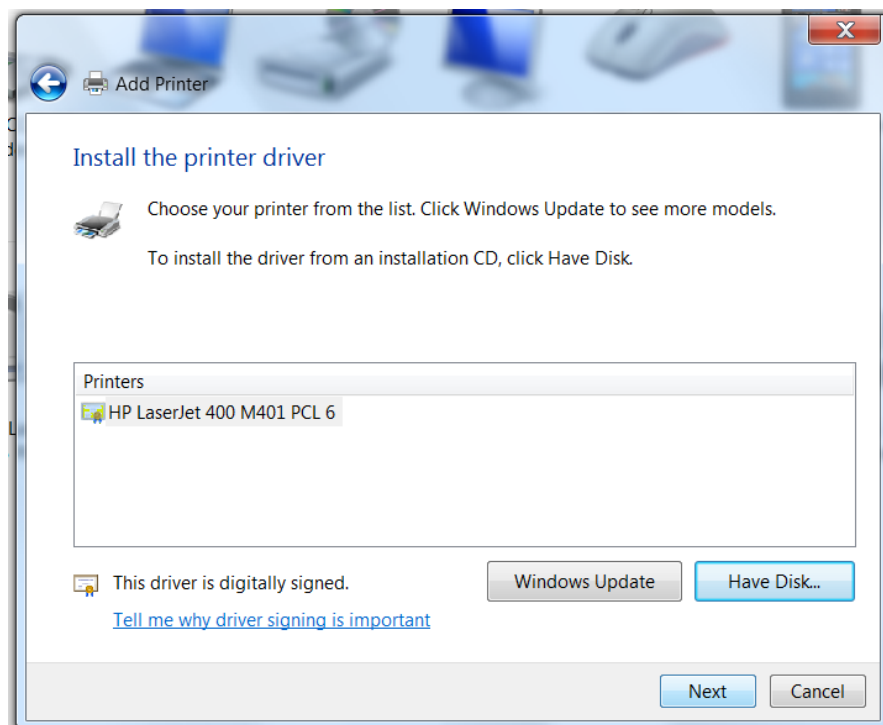 X
Add Printer
Install the printer driver
Choose your printer from the list. Click Windows Update to see more models.
To install the driver from an installation CD, click Have Disk.
Printers
HP LaserJet 400 M401 PCL 6
This driver is digitally signed.
Windows Update
Have Disk...
Tell me why driver signing is important
Next
Cancel